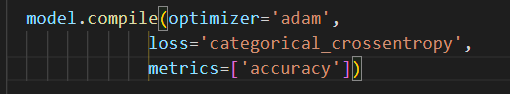 model.compile(optimizer='adam',
loss='categorical_crossentropy',
metrics=['accuracy'])